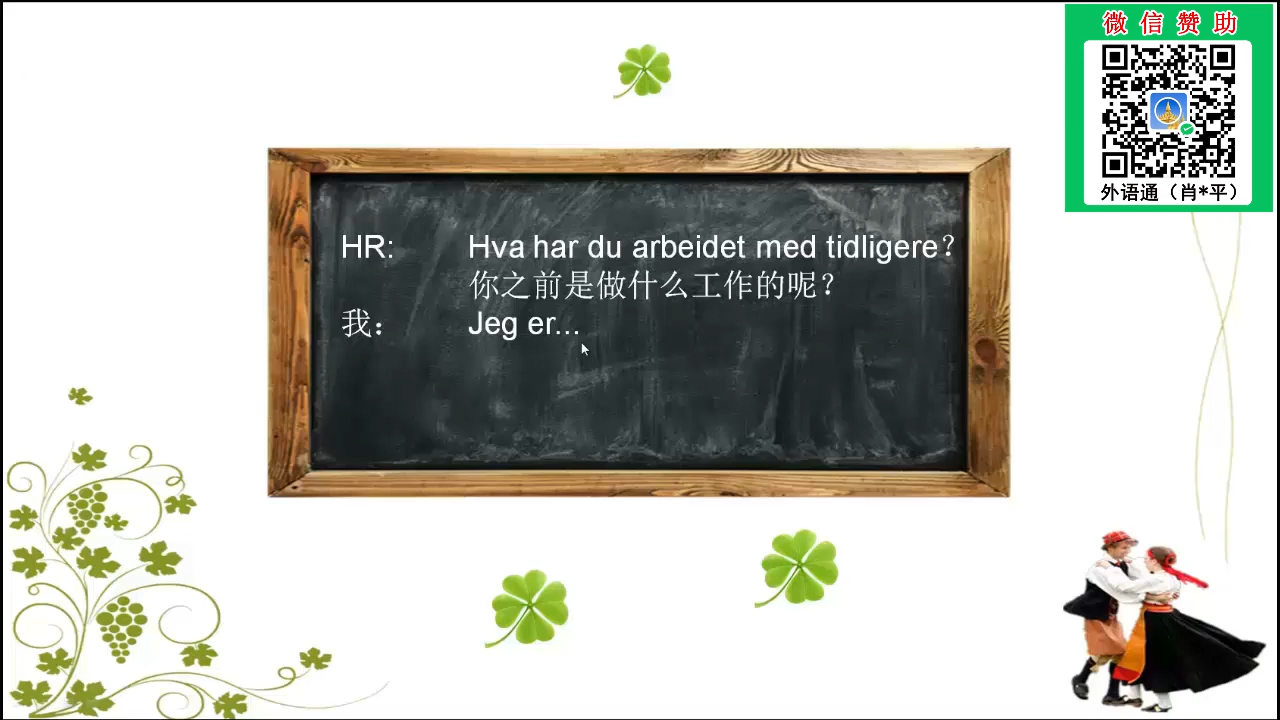 微信赞助
外语通（肖*平）
HR: Hva har du arbeidet med tidligere？
你之前是做什么工作的呢？
我： Jeg er...